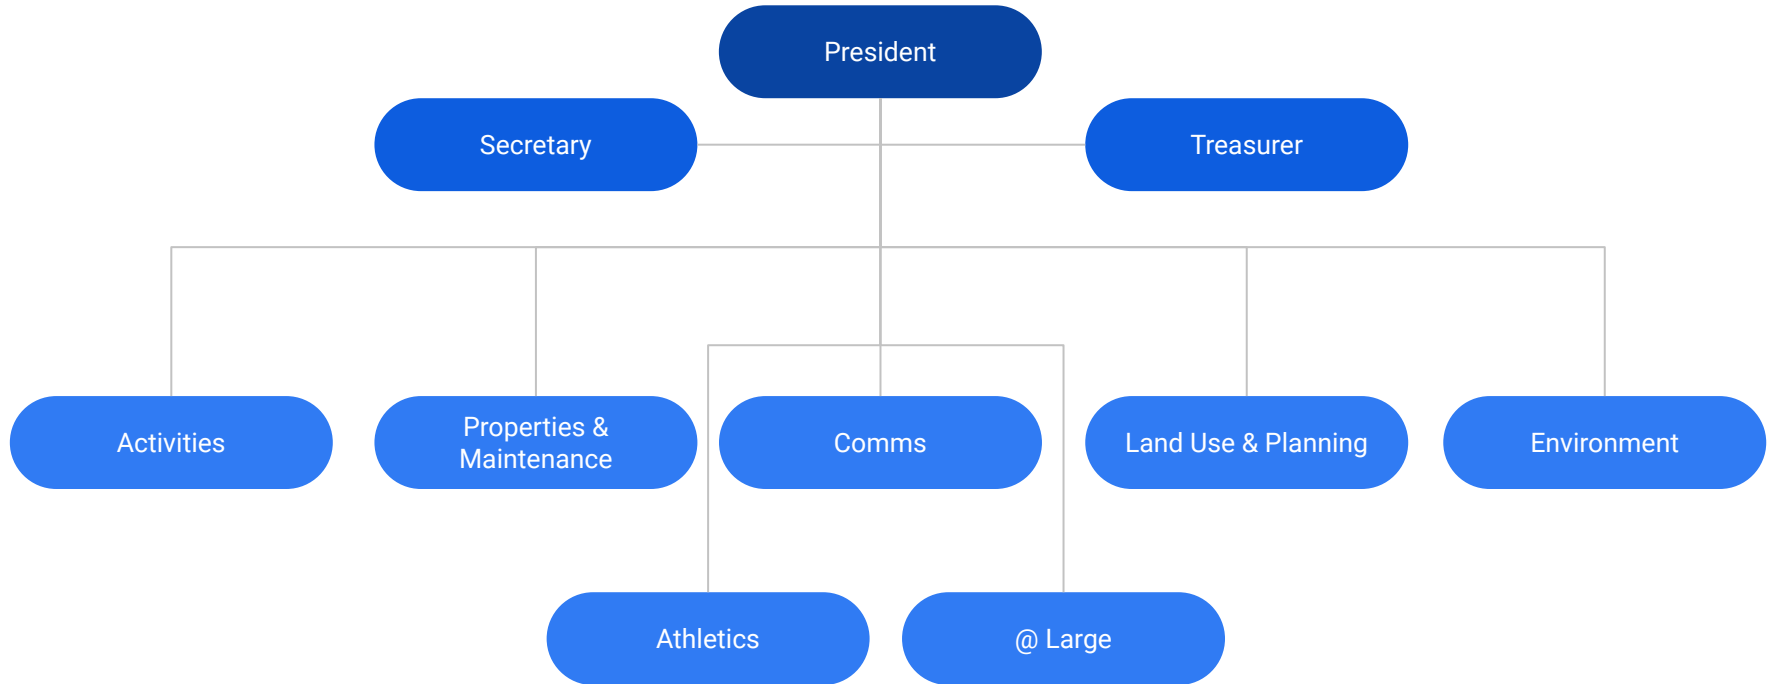 President
Secretary
Treasurer
Activities
Properties &
Maintenance
Comms
Land Use & Planning
Environment
Athletics
@ Large